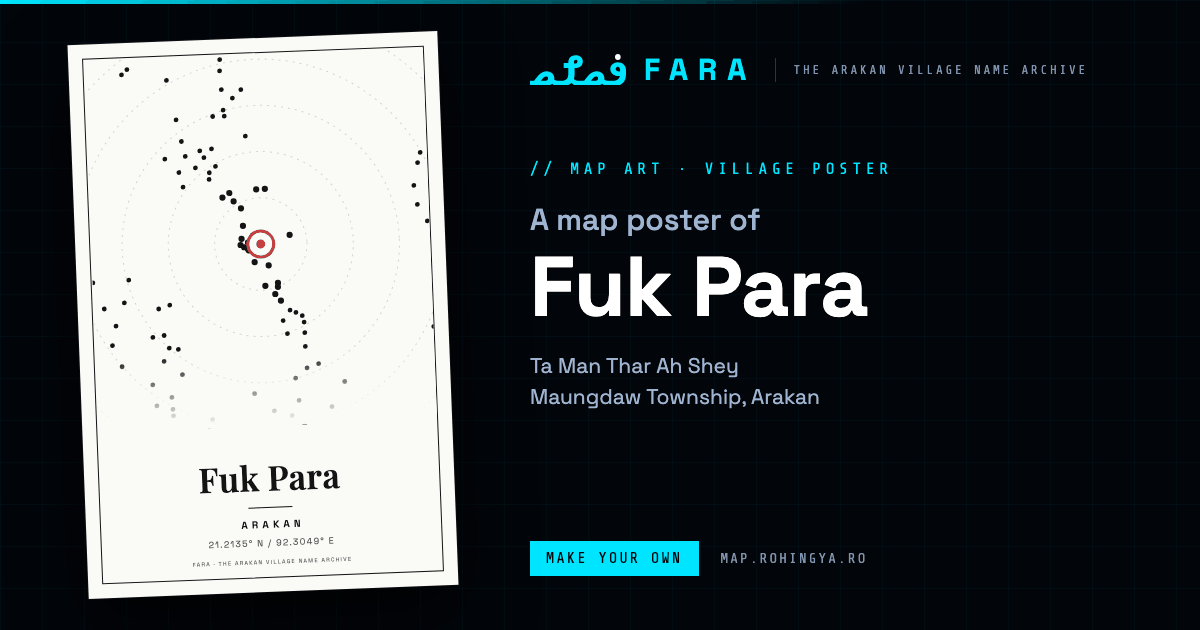 FARA
THE ARAKAN VILLAGE NAME ARCHIVE
// MAP ART · VILLAGE POSTER
A map poster of
Fuk Para
Ta Man Thar Ah Shey
Maungdaw Township, Arakan
MAKE YOUR OWN
MAP.ROHINGYA.RO
Fuk Para
ARAKAN
21.2135° N / 92.3049° E
FARA · THE ARAKAN VILLAGE NAME ARCHIVE